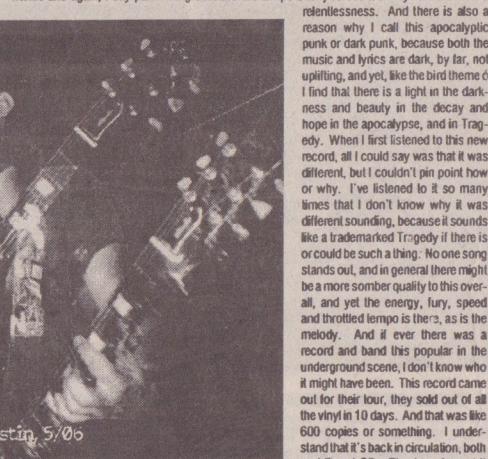 relentlessness. And there is also a
reason why I call this apocalyptic
punk or dark punk, because both the
music and lyrics are dark, by far, not
uplifting, and yet, like the bird theme
I find that there is a light in the dark-
ness and beauty in the decay and
hope in the apocalypse, and in Trag-
edy. When I first listened to this new
record, all I could say was that it was
different, but I couldn't pin point how
or why. I've listened to it so many
times that I don't know why it was
different sounding, because it sounds
like a trademarked Tragedy if there is
or could be such a thing. No one song
stands out, and in general there might
be a more somber quality to this over-
all, and yet the energy, fury, speed
and throttled tempo is there, as is the
melody. And if ever there was a
record and band this popular in the
underground scene, I don't know who
it might have been. This record came
out for their tour, they sold out of all
the vinyl in 10 days. And that was like
600 copies or something. I under-
stand that it's back in circulation, both
stin, 5/06